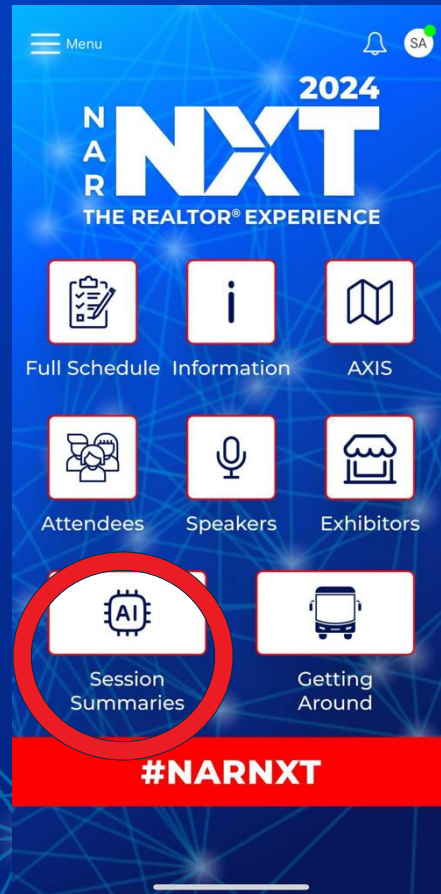 Menu
SA
2024
NAR
NXT
THE REALTOR® EXPERIENCE
Full Schedule
Information
AXIS
Attendees
Speakers
Exhibitors
AI
Session
Summaries
Getting
Around
#NARNXT